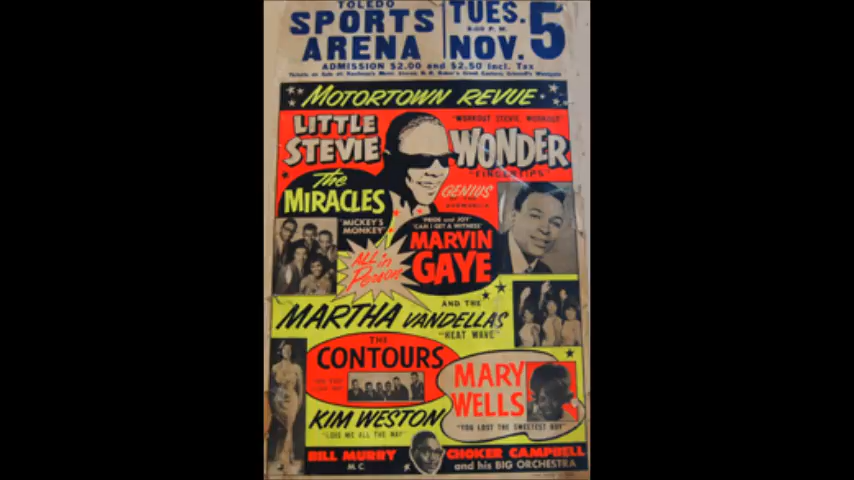 TOLEDO
SPORTS
ARENA
TUES.
NOV. 5
8:00 P.M.
ADMISSION $2.00 and $2.50 Incl. Tax
MOTORTOWN REVUE
LITTLE
STEVIE
"WORKOUT STEVIE, WORKOUT"
WONDER
"FINGERTIPS"
The
MIRACLES
"MICKEY'S
MONKEY"
GENIUS
"PRIDE and JOY"
"CAN I GET A WITNESS"
MARVIN
GAYE
ALL in
Person
MARTHA AND THE
VANDELLAS
"HEAT WAVE"
THE
CONTOURS
MARY
WELLS
"YOU LOST THE SWEETEST BOY"
KIM WESTON
"LOVE ME ALL THE WAY"
BILL MURRY
M.C.
CHOKER CAMPBELL
and his BIG ORCHESTRA